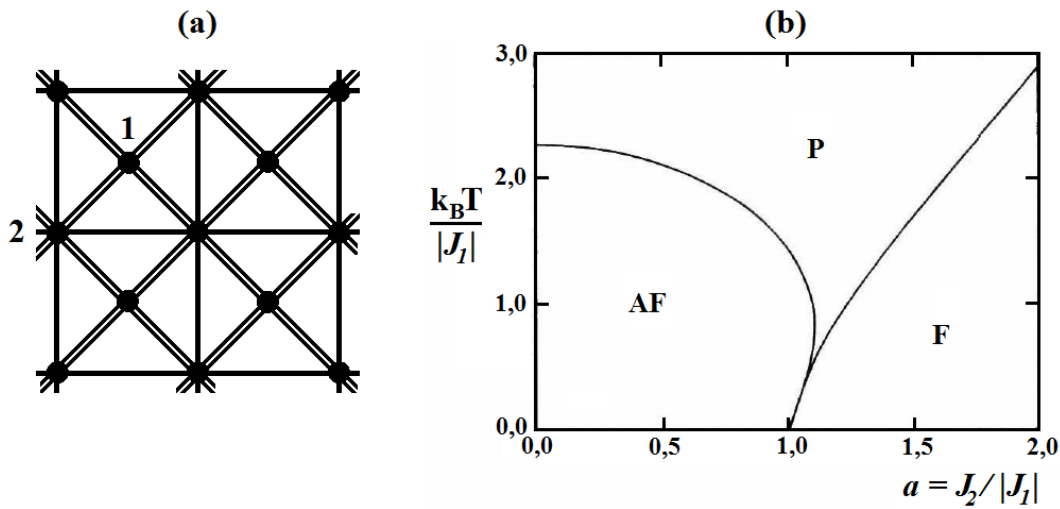 (a)
1
2
(b)
3,0
2,0
1,0
0,0
k_BT
|J_1|
P
AF
F
0,0 0,5 1,0 1,5 2,0
a = J_2 / |J_1|